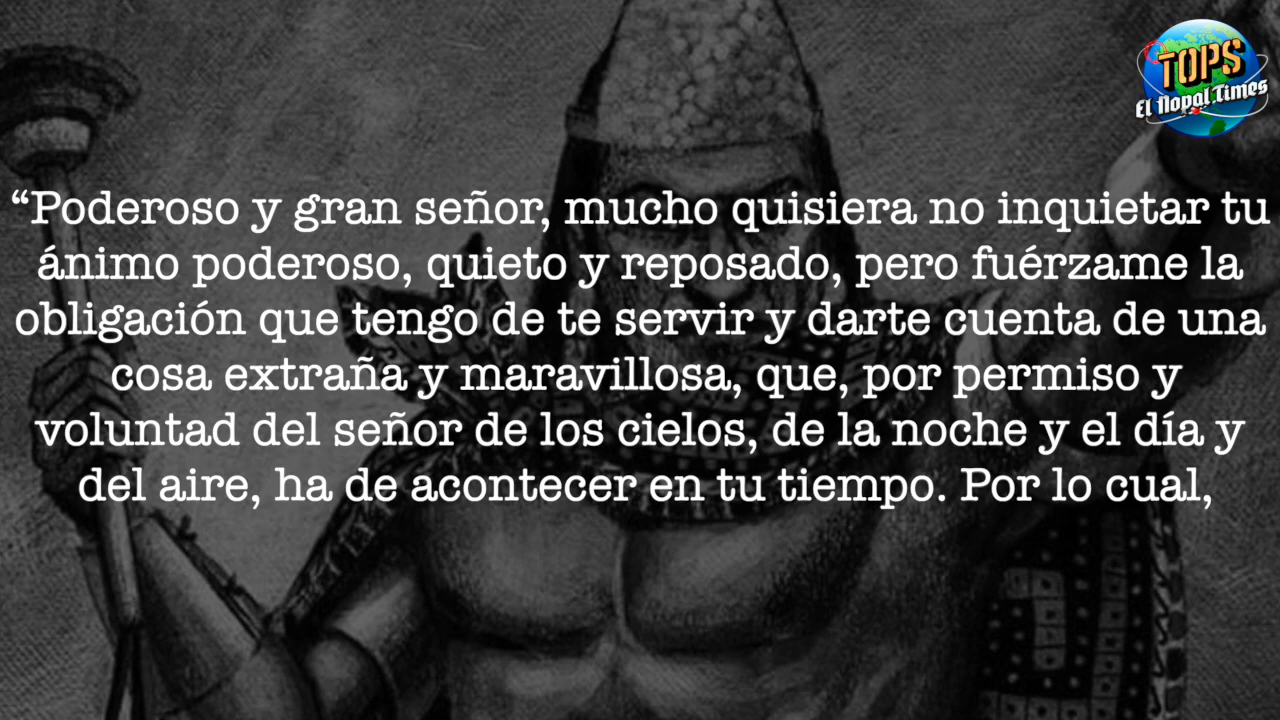 TOPS
El Nopal Times
“Poderoso y gran señor, mucho quisiera no inquietar tu
ánimo poderoso, quieto y reposado, pero fuérzame la
obligación que tengo de te servir y darte cuenta de una
cosa extraña y maravillosa, que, por permiso y
voluntad del señor de los cielos, de la noche y el día y
del aire, ha de acontecer en tu tiempo. Por lo cual,